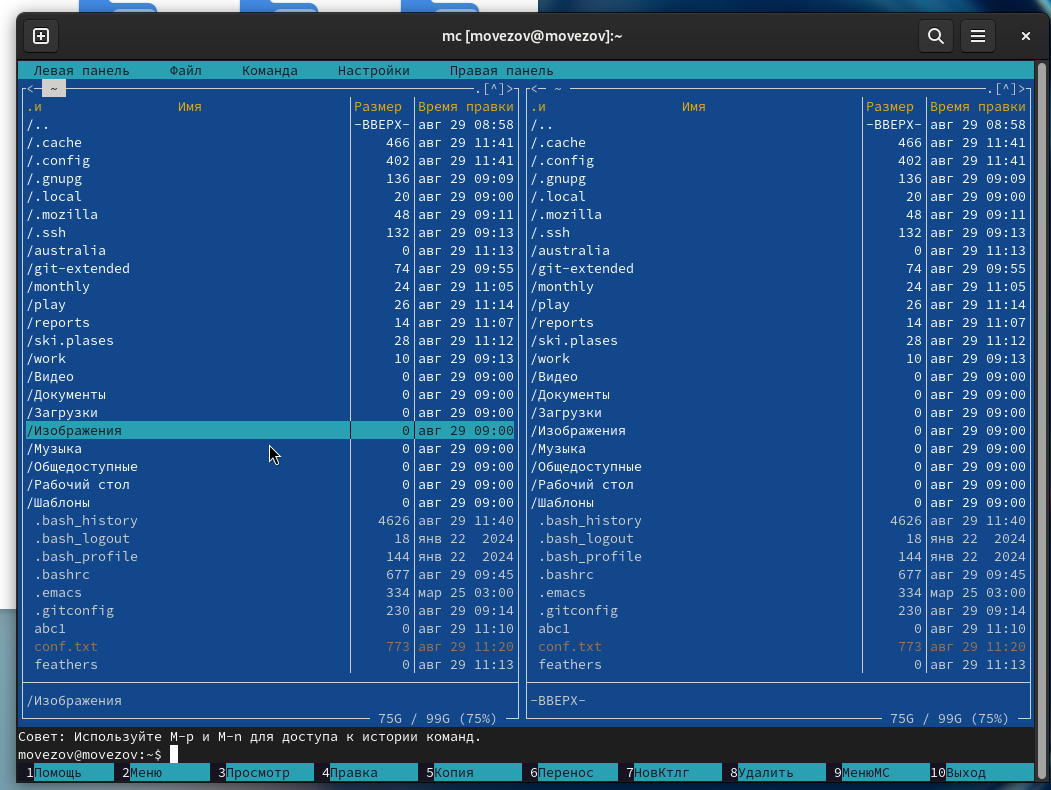 mc [movezov@movezov]:~
Левая панель Файл Команда Настройки Правая панель
<─ ~ .[^]> <─ ~ .[^]>
.и Имя Размер Время правки .и Имя Размер Время правки
/.. -ВВЕРХ- авг 29 08:58 /.. -ВВЕРХ- авг 29 08:58
/.cache 466 авг 29 11:41 /.cache 466 авг 29 11:41
/.config 402 авг 29 11:41 /.config 402 авг 29 11:41
/.gnupg 136 авг 29 09:09 /.gnupg 136 авг 29 09:09
/.local 20 авг 29 09:00 /.local 20 авг 29 09:00
/.mozilla 48 авг 29 09:11 /.mozilla 48 авг 29 09:11
/.ssh 132 авг 29 09:13 /.ssh 132 авг 29 09:13
/australia 0 авг 29 11:13 /australia 0 авг 29 11:13
/git-extended 74 авг 29 09:55 /git-extended 74 авг 29 09:55
/monthly 24 авг 29 11:05 /monthly 24 авг 29 11:05
/play 26 авг 29 11:14 /play 26 авг 29 11:14
/reports 14 авг 29 11:07 /reports 14 авг 29 11:07
/ski.plases 28 авг 29 11:12 /ski.plases 28 авг 29 11:12
/work 10 авг 29 09:13 /work 10 авг 29 09:13
/Видео 0 авг 29 09:00 /Видео 0 авг 29 09:00
/Документы 0 авг 29 09:00 /Документы 0 авг 29 09:00
/Загрузки 0 авг 29 09:00 /Загрузки 0 авг 29 09:00
/Изображения 0 авг 29 09:00 /Изображения 0 авг 29 09:00
/Музыка 0 авг 29 09:00 /Музыка 0 авг 29 09:00
/Общедоступные 0 авг 29 09:00 /Общедоступные 0 авг 29 09:00
/Рабочий стол 0 авг 29 09:00 /Рабочий стол 0 авг 29 09:00
/Шаблоны 0 авг 29 09:00 /Шаблоны 0 авг 29 09:00
.bash_history 4626 авг 29 11:40 .bash_history 4626 авг 29 11:40
.bash_logout 18 янв 22 2024 .bash_logout 18 янв 22 2024
.bash_profile 144 янв 22 2024 .bash_profile 144 янв 22 2024
.bashrc 677 авг 29 09:45 .bashrc 677 авг 29 09:45
.emacs 334 мар 25 03:00 .emacs 334 мар 25 03:00
.gitconfig 230 авг 29 09:14 .gitconfig 230 авг 29 09:14
abc1 0 авг 29 11:10 abc1 0 авг 29 11:10
conf.txt 773 авг 29 11:20 conf.txt 773 авг 29 11:20
feathers 0 авг 29 11:13 feathers 0 авг 29 11:13
/Изображения -ВВЕРХ-
75G / 99G (75%) 75G / 99G (75%)
Совет: Используйте M-p и M-n для доступа к истории команд.
movezov@movezov:~$
1Помощь 2Меню 3Просмотр 4Правка 5Копия 6Перенос 7НовКтлг 8Удалить 9МенюMC 10Выход